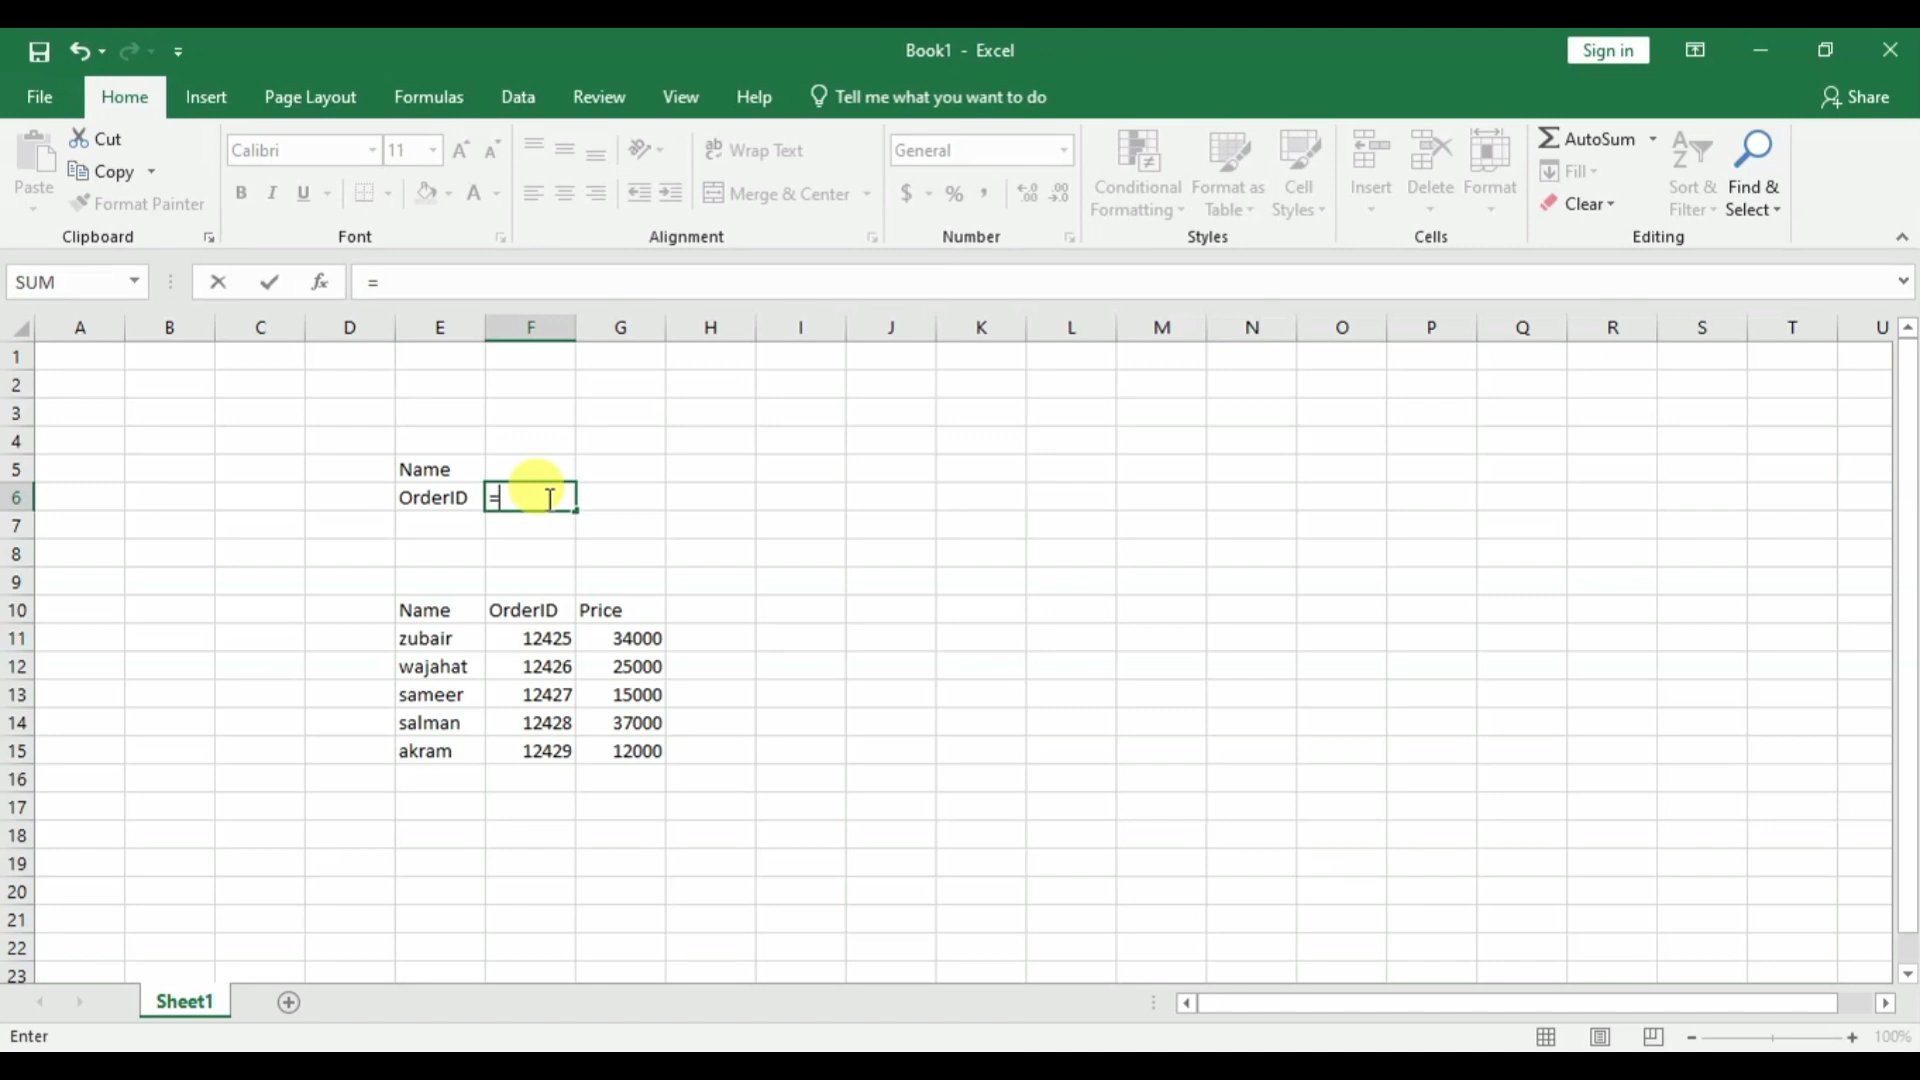 Book1 - Excel
Sign in
File Home Insert Page Layout Formulas Data Review View Help Tell me what you want to do Share
Paste
Cut
Copy
Format Painter
Clipboard
Calibri 11
B I U A
Font
Wrap Text
Merge & Center
Alignment
General
$ % ,
Number
Conditional Formatting
Format as Table
Cell Styles
Styles
Insert Delete Format
Cells
AutoSum
Fill
Clear
Sort & Filter
Find & Select
Editing
SUM fx =
A B C D E F G H I J K L M N O P Q R S T U
1
2
3
4
5 Name
6 OrderID =
7
8
9
10 Name OrderID Price
11 zubair 12425 34000
12 wajahat 12426 25000
13 sameer 12427 15000
14 salman 12428 37000
15 akram 12429 12000
16
17
18
19
20
21
22
23
Sheet1
Enter 100%